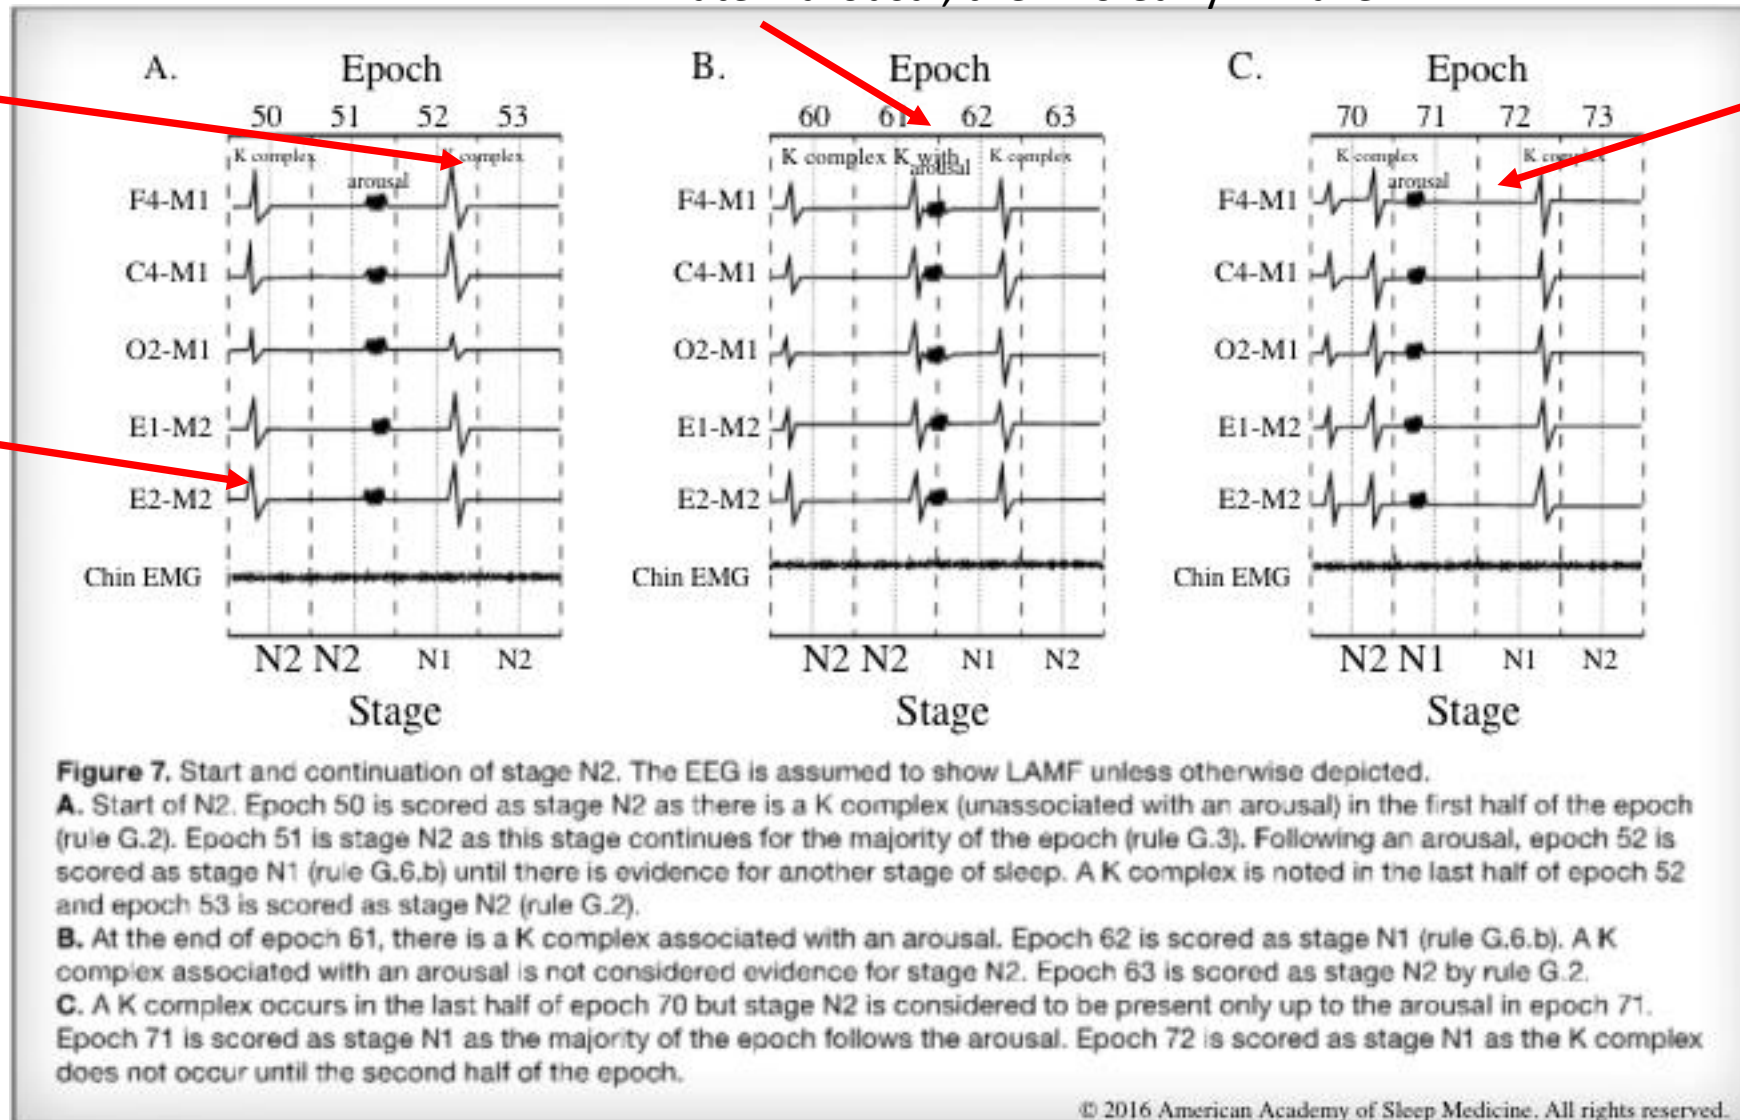 A.
Epoch
50 51 52 53
K complex
K complex
arousal
F4-M1
C4-M1
O2-M1
E1-M2
E2-M2
Chin EMG
N2 N2 N1 N2
Stage
B.
Epoch
60 61 62 63
K complex K with K complex
arousal
F4-M1
C4-M1
O2-M1
E1-M2
E2-M2
Chin EMG
N2 N2 N1 N2
Stage
C.
Epoch
70 71 72 73
K complex
K complex
arousal
F4-M1
C4-M1
O2-M1
E1-M2
E2-M2
Chin EMG
N2 N1 N1 N2
Stage
Figure 7. Start and continuation of stage N2. The EEG is assumed to show LAMF unless otherwise depicted.
A. Start of N2. Epoch 50 is scored as stage N2 as there is a K complex (unassociated with an arousal) in the first half of the epoch
(rule G.2). Epoch 51 is stage N2 as this stage continues for the majority of the epoch (rule G.3). Following an arousal, epoch 52 is
scored as stage N1 (rule G.6.b) until there is evidence for another stage of sleep. A K complex is noted in the last half of epoch 52
and epoch 53 is scored as stage N2 (rule G.2).
B. At the end of epoch 61, there is a K complex associated with an arousal. Epoch 62 is scored as stage N1 (rule G.6.b). A K
complex associated with an arousal is not considered evidence for stage N2. Epoch 63 is scored as stage N2 by rule G.2.
C. A K complex occurs in the last half of epoch 70 but stage N2 is considered to be present only up to the arousal in epoch 71.
Epoch 71 is scored as stage N1 as the majority of the epoch follows the arousal. Epoch 72 is scored as stage N1 as the K complex
does not occur until the second half of the epoch.
© 2016 American Academy of Sleep Medicine. All rights reserved.